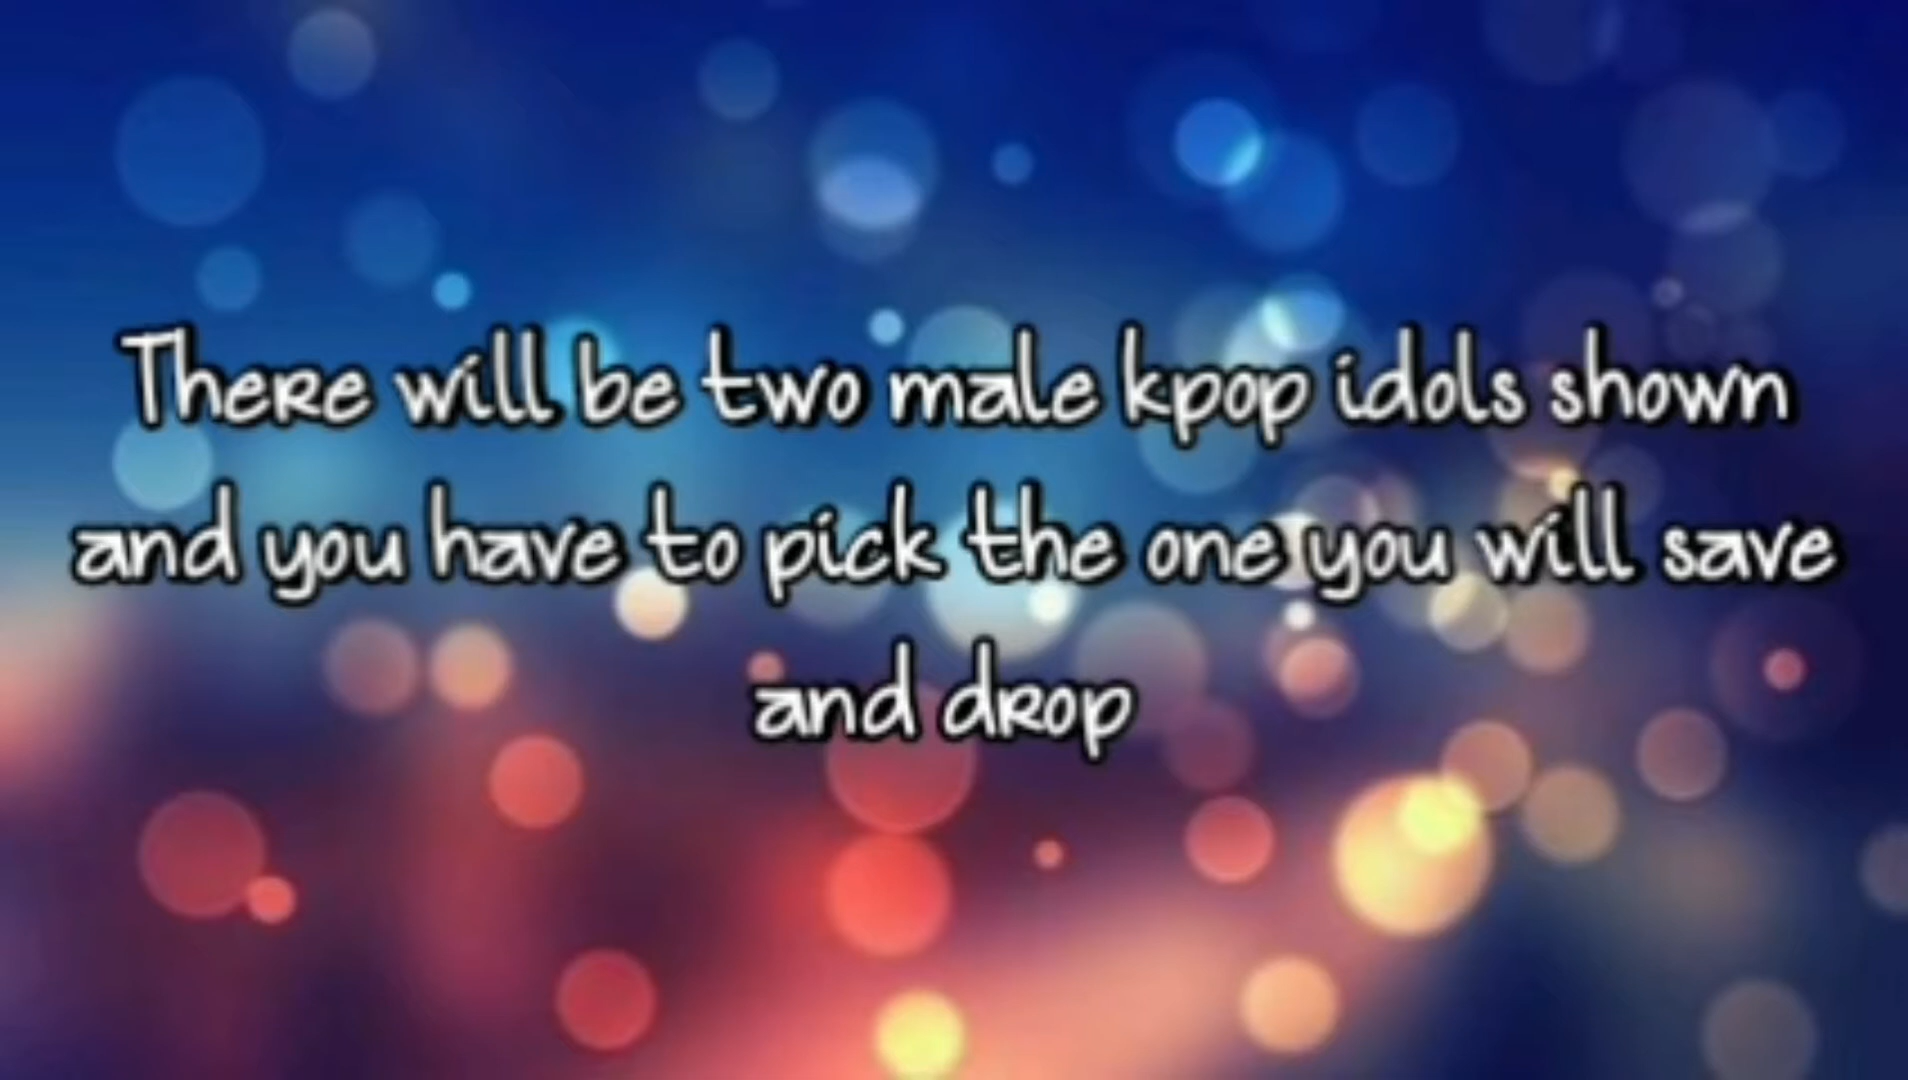 There will be two male kpop idols shown
and you have to pick the one you will save
and drop